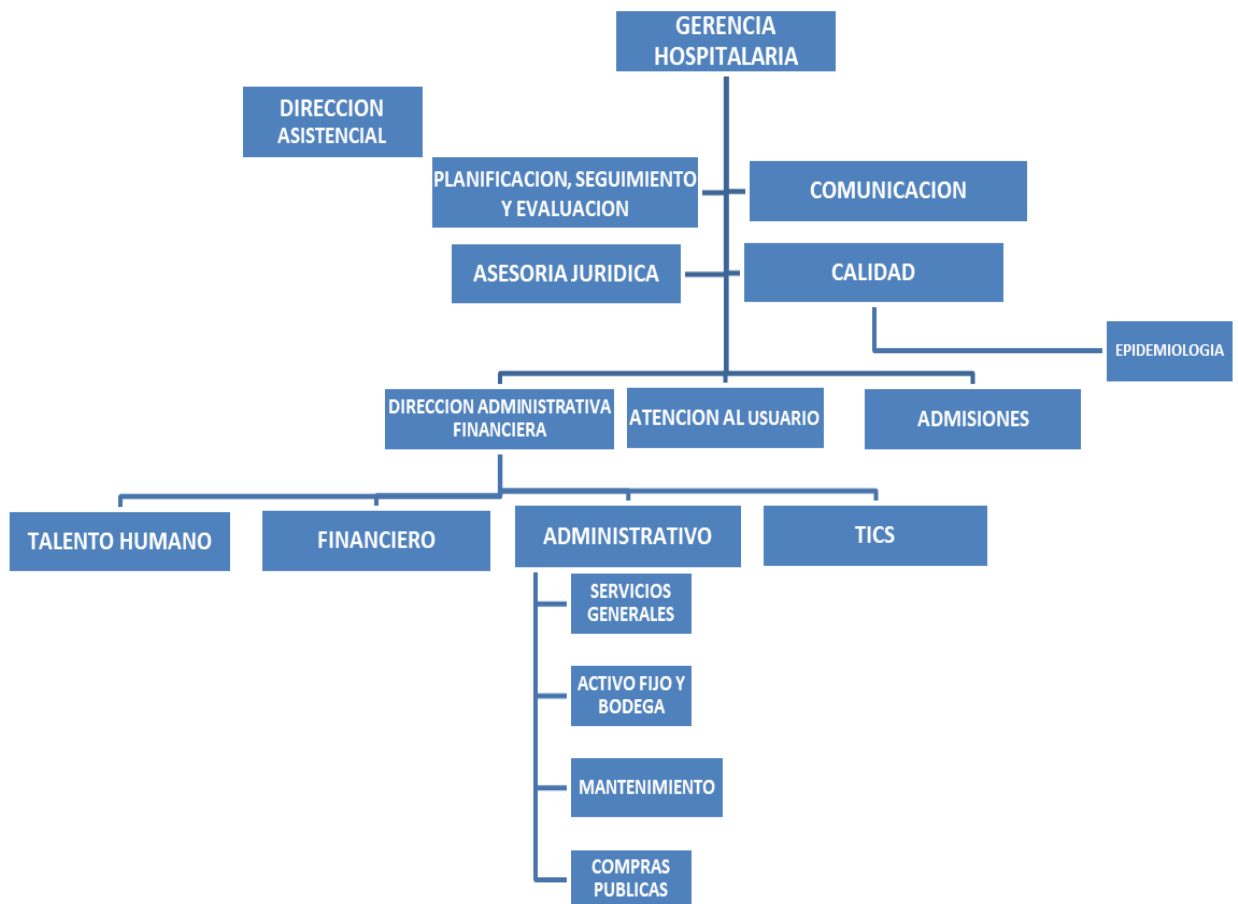 GERENCIA
HOSPITALARIA
DIRECCION
ASISTENCIAL
PLANIFICACION, SEGUIMIENTO
Y EVALUACION
COMUNICACION
ASESORIA JURIDICA
CALIDAD
EPIDEMIOLOGIA
DIRECCION ADMINISTRATIVA
FINANCIERA
ATENCION AL USUARIO
ADMISIONES
TALENTO HUMANO
FINANCIERO
ADMINISTRATIVO
TICS
SERVICIOS
GENERALES
ACTIVO FIJO Y
BODEGA
MANTENIMIENTO
COMPRAS
PUBLICAS